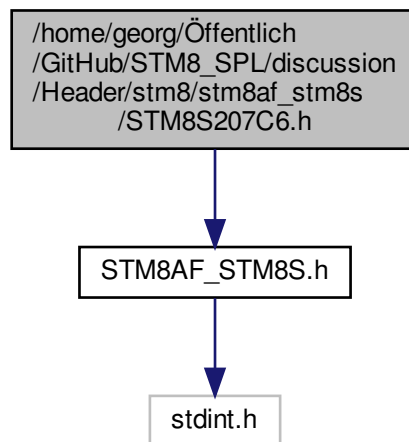 /home/georg/Öffentlich
/GitHub/STM8_SPL/discussion
/Header/stm8/stm8af_stm8s
/STM8S207C6.h
STM8AF_STM8S.h
stdint.h